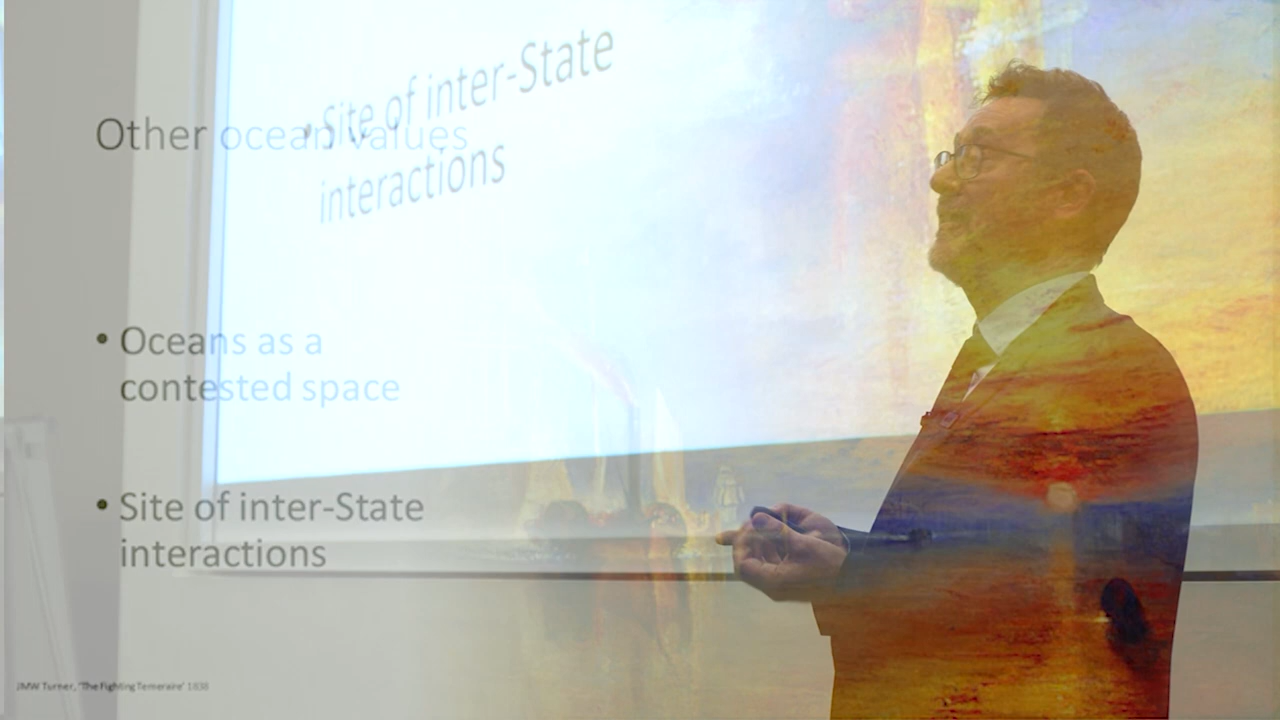 • Site of inter-State
interactions
Other ocean values
• Oceans as a
contested space
• Site of inter-State
interactions
JMW Turner, 'The Fighting Temeraire' 1838